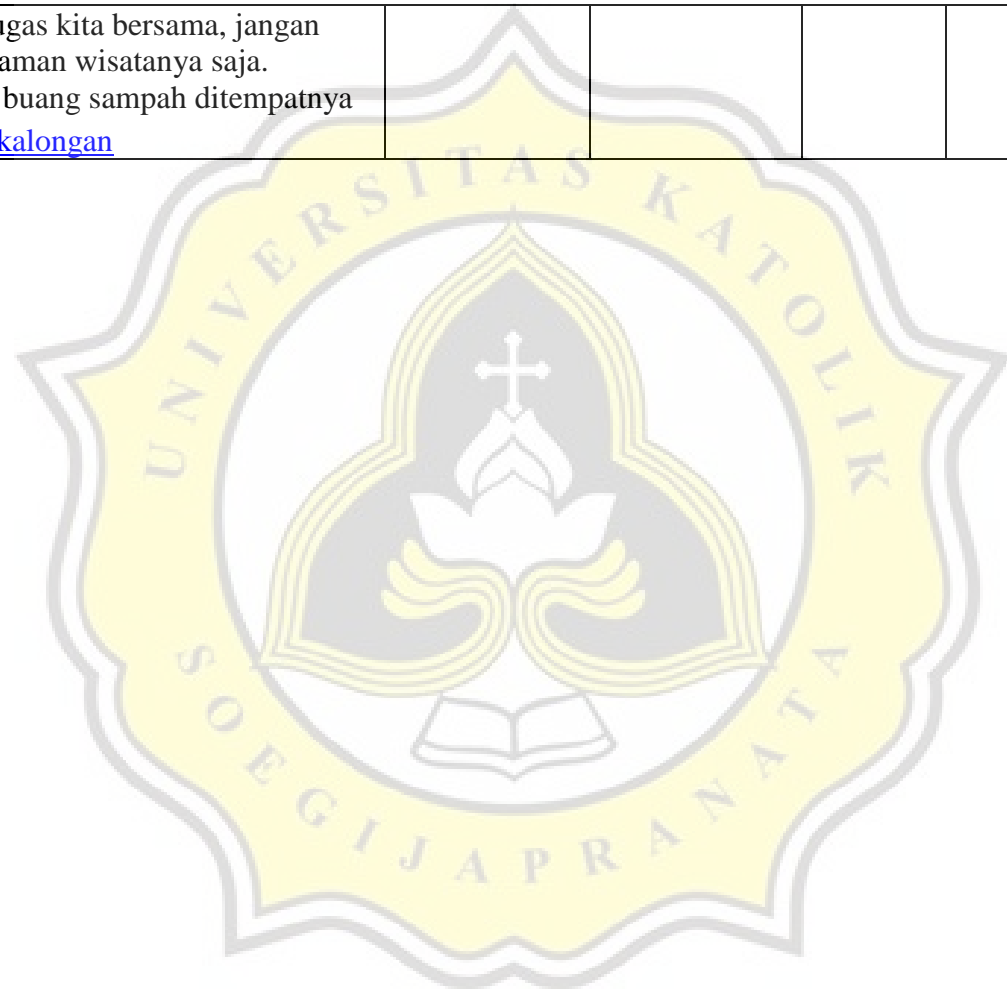 ugas kita bersama, jangan
aman wisatanya saja.
buang sampah ditempatnya
kalongan
UNIVERSITAS KATOLIK
SOEGIJAPRANATA